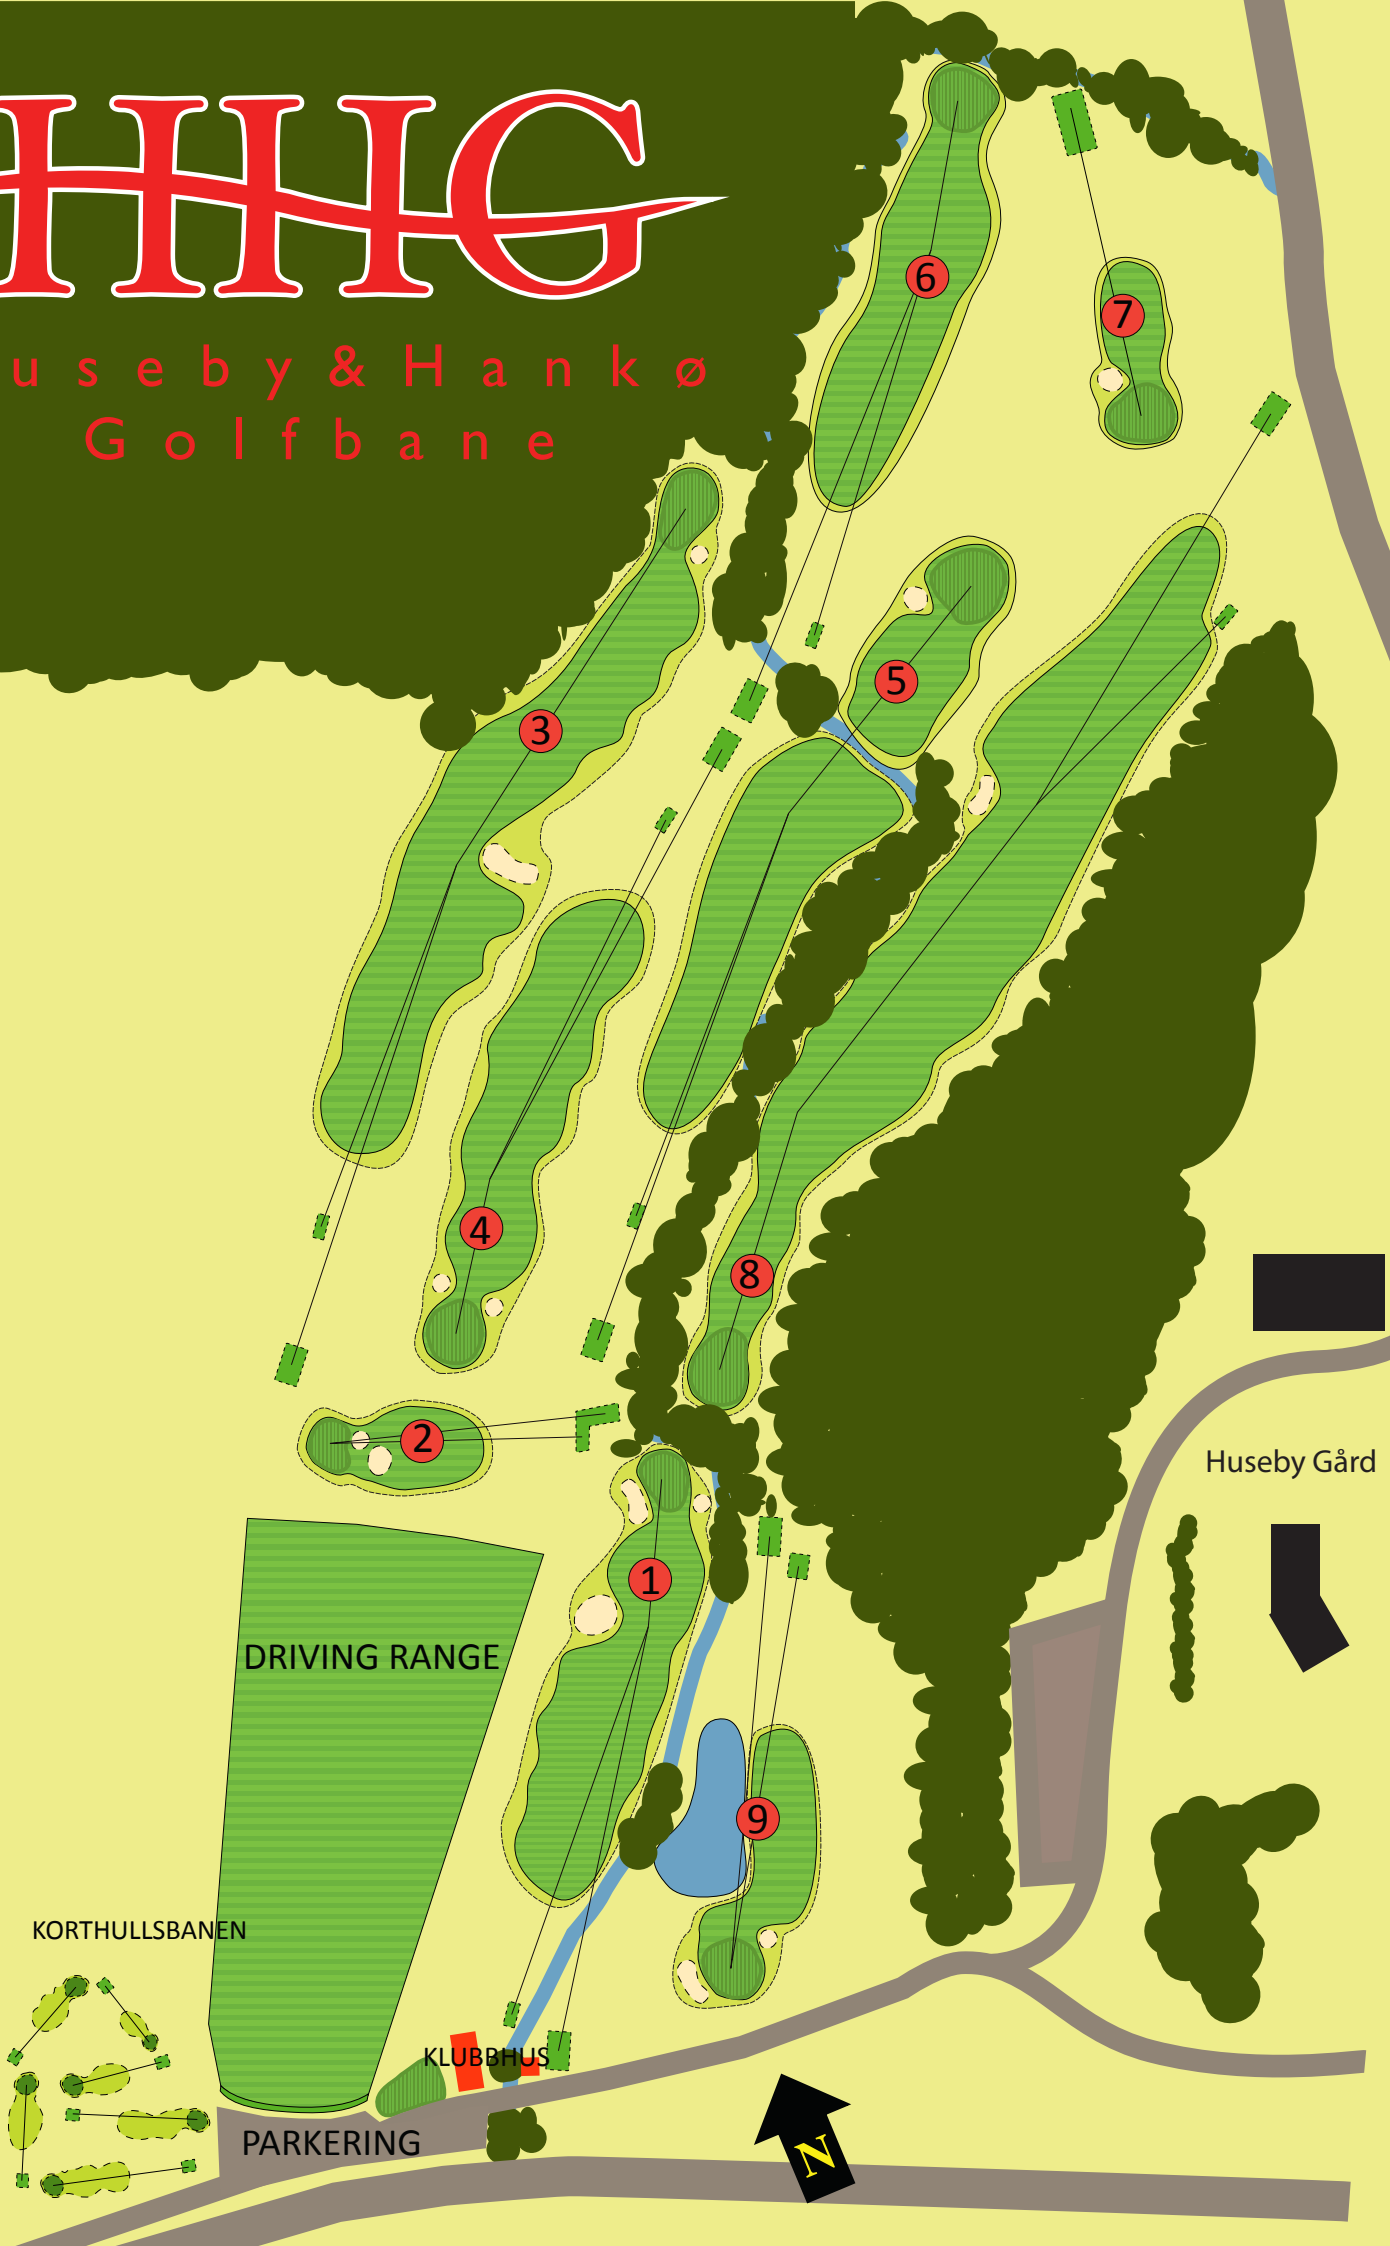 HHG
useby & Hankø
Golfbane
6
7
5
3
4
8
2
1
9
Huseby Gård
DRIVING RANGE
KORTHULLSBANEN
KLUBBHUS
PARKERING
N